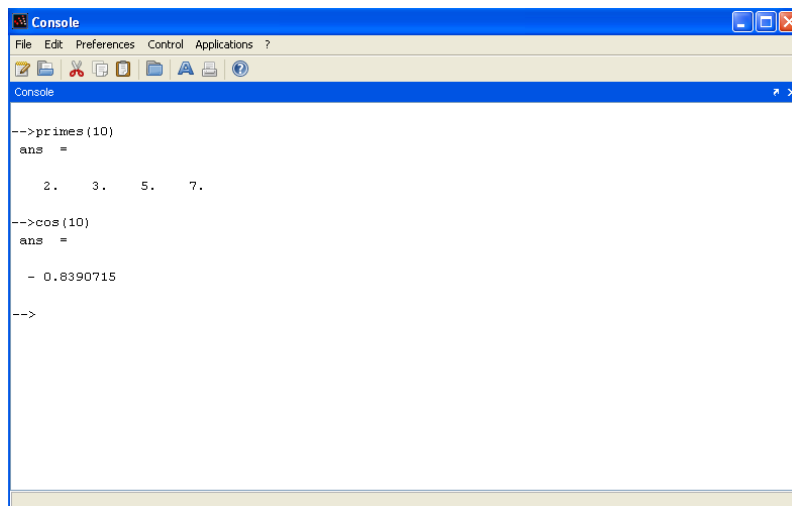 Console
File Edit Preferences Control Applications ?
Console
-->primes(10)
ans =
2. 3. 5. 7.
-->cos(10)
ans =
- 0.8390715
-->